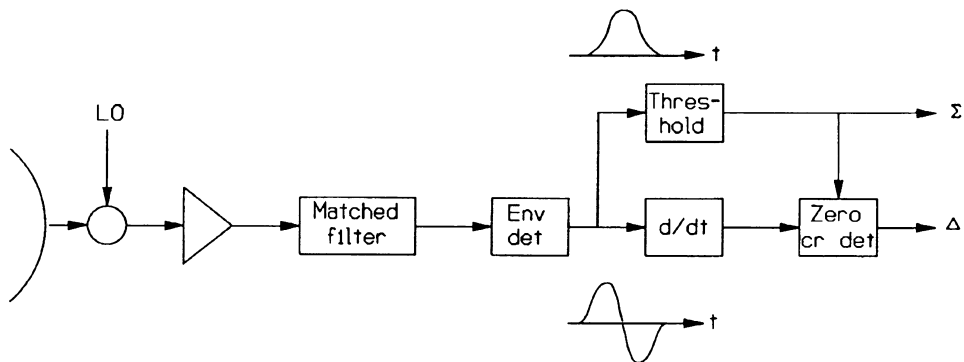 t
LO
Thres-
hold
Σ
Matched
filter
Env
det
d/dt
Zero
cr det
Δ
t